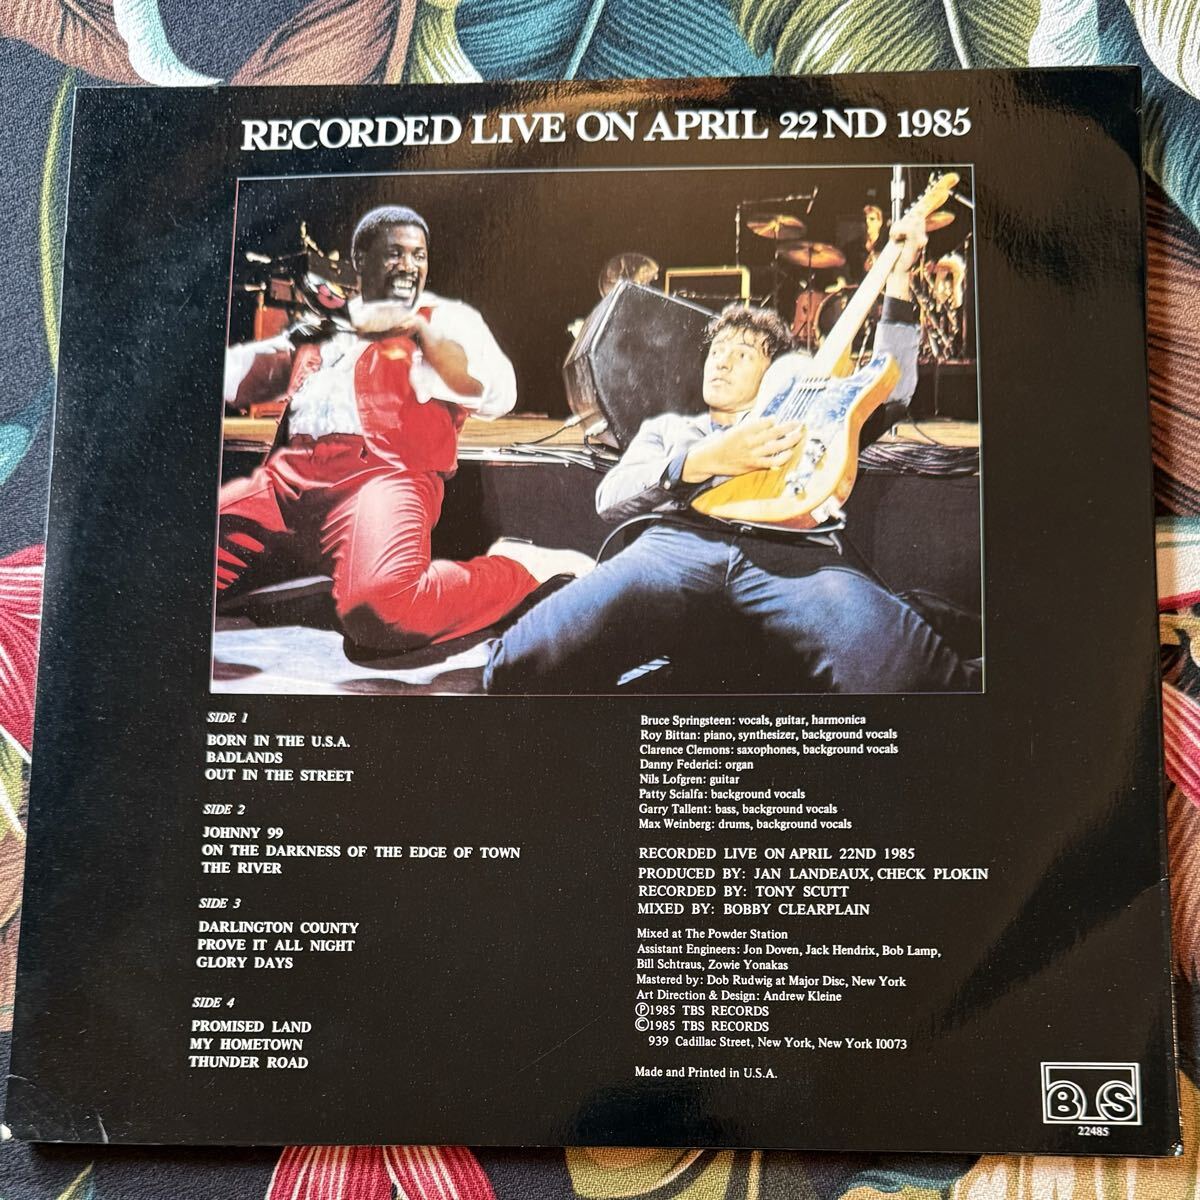 RECORDED LIVE ON APRIL 22ND 1985
SIDE 1
BORN IN THE U.S.A.
BADLANDS
OUT IN THE STREET
SIDE 2
JOHNNY 99
ON THE DARKNESS OF THE EDGE OF TOWN
THE RIVER
SIDE 3
DARLINGTON COUNTY
PROVE IT ALL NIGHT
GLORY DAYS
SIDE 4
PROMISED LAND
MY HOMETOWN
THUNDER ROAD
Bruce Springsteen: vocals, guitar, harmonica
Roy Bittan: piano, synthesizer, background vocals
Clarence Clemons: saxophones, background vocals
Danny Federici: organ
Nils Lofgren: guitar
Patty Scialfa: background vocals
Garry Tallent: bass, background vocals
Max Weinberg: drums, background vocals
RECORDED LIVE ON APRIL 22ND 1985
PRODUCED BY: JAN LANDEAUX, CHECK PLOKIN
RECORDED BY: TONY SCUTT
MIXED BY: BOBBY CLEARPLAIN
Mixed at The Powder Station
Assistant Engineers: Jon Doven, Jack Hendrix, Bob Lamp,
Bill Schtraus, Zowie Yonakas
Mastered by: Dob Rudwig at Major Disc, New York
Art Direction & Design: Andrew Kleine
Ⓟ1985 TBS RECORDS
©1985 TBS RECORDS
939 Cadillac Street, New York, New York I0073
Made and Printed in U.S.A.
BTS
22485